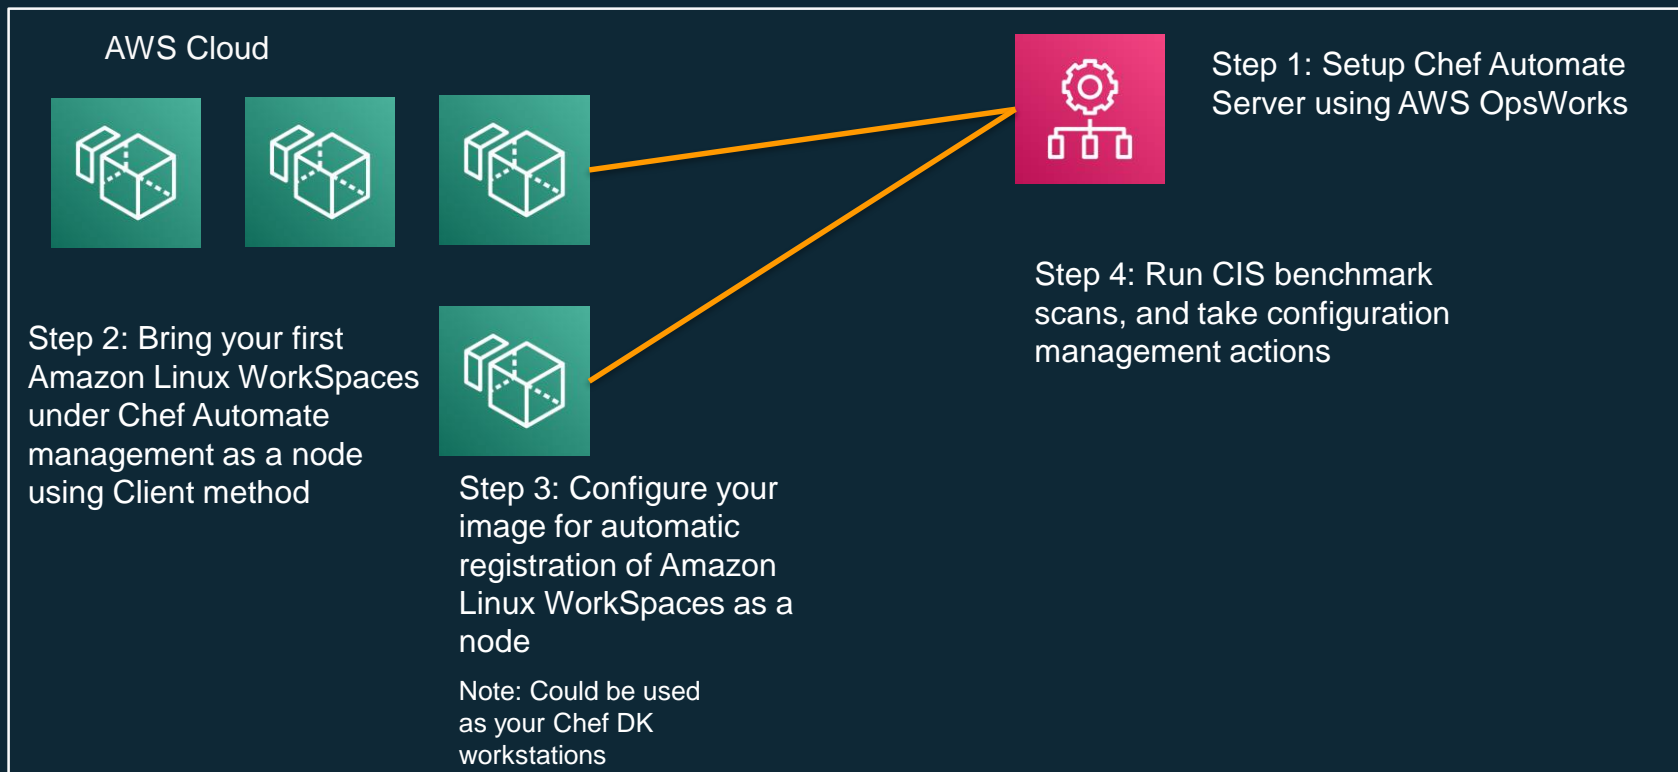 AWS Cloud
Step 1: Setup Chef Automate
Server using AWS OpsWorks
Step 2: Bring your first
Amazon Linux WorkSpaces
under Chef Automate
management as a node
using Client method
Step 3: Configure your
image for automatic
registration of Amazon
Linux WorkSpaces as a
node
Note: Could be used
as your Chef DK
workstations
Step 4: Run CIS benchmark
scans, and take configuration
management actions